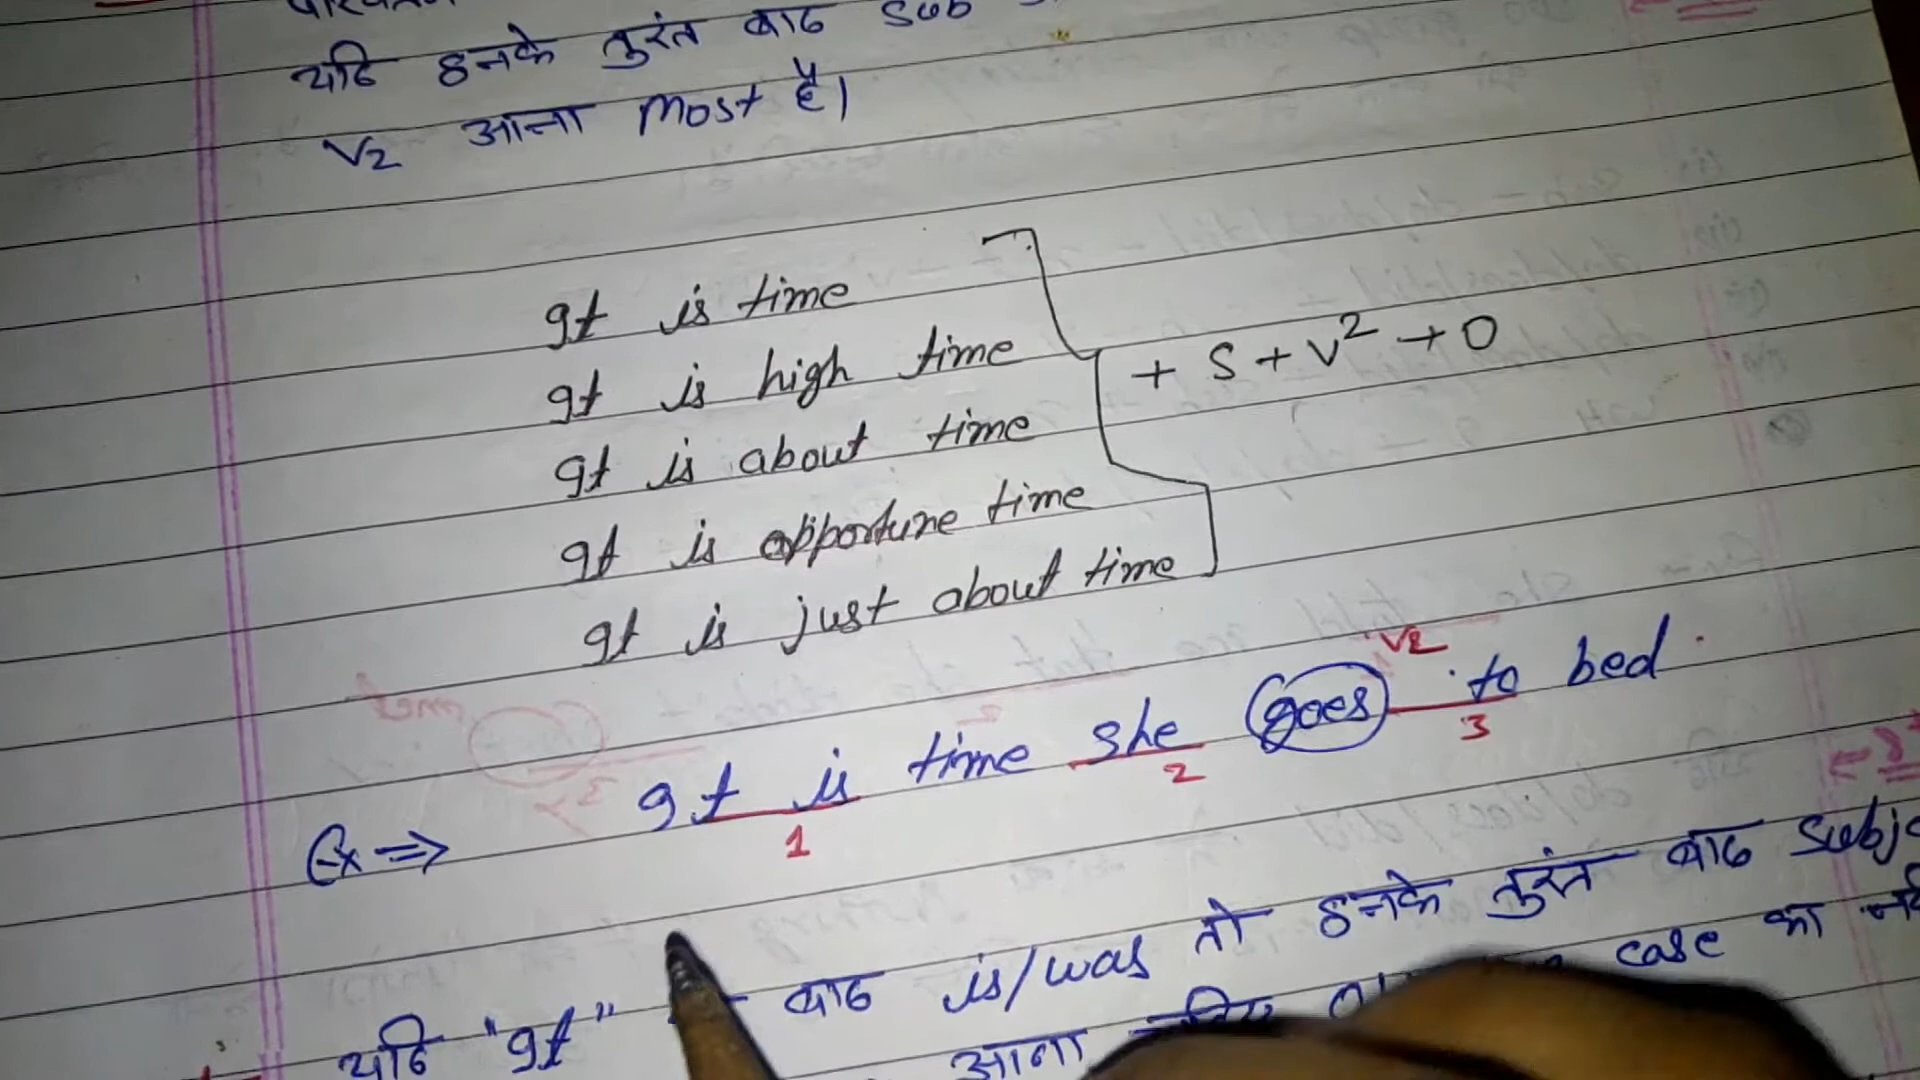 यदि इनके तुरंत बाद sub
V2 आना most है।
It is time
It is high time
It is about time
It is opportune time
It is just about time
+ S + V² + O
V2
Ex ⇒ It is time she goes to bed.
1 2 3
यदि "It" बाद is/was तो इनके तुरंत बाद
आना case का